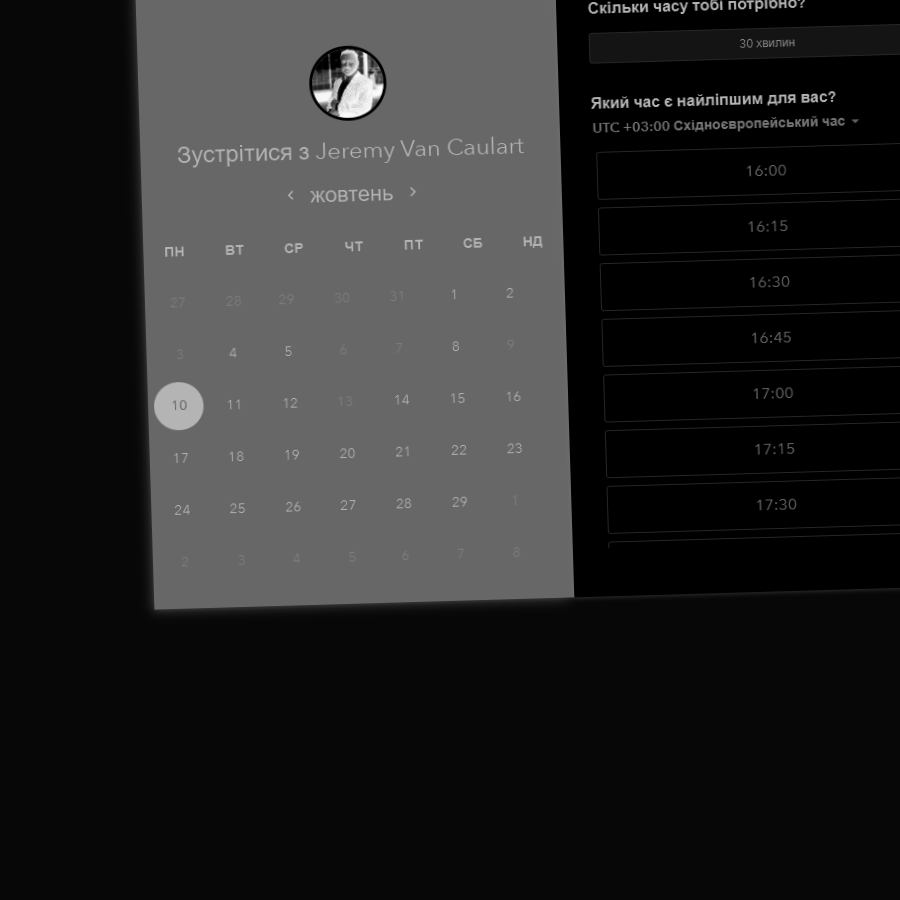 Зустрітися з Jeremy Van Caulart
жовтень
ПН ВТ СР ЧТ ПТ СБ НД
27 28 29 30 31 1 2
3 4 5 6 7 8 9
10 11 12 13 14 15 16
17 18 19 20 21 22 23
24 25 26 27 28 29 1
2 3 4 5 6 7 8
Скільки часу тобі потрібно?
30 хвилин
Який час є найліпшим для вас?
UTC +03:00 Східноєвропейський час
16:00
16:15
16:30
16:45
17:00
17:15
17:30